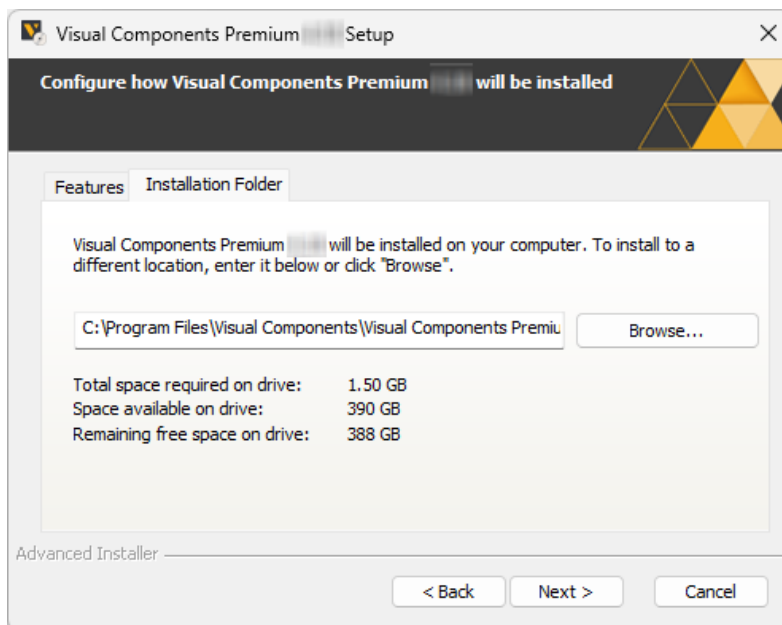 Visual Components Premium Setup
Configure how Visual Components Premium will be installed
Features
Installation Folder
Visual Components Premium will be installed on your computer. To install to a
different location, enter it below or click "Browse".
C:\Program Files\Visual Components\Visual Components Premiu
Browse...
Total space required on drive: 1.50 GB
Space available on drive: 390 GB
Remaining free space on drive: 388 GB
Advanced Installer
< Back
Next >
Cancel